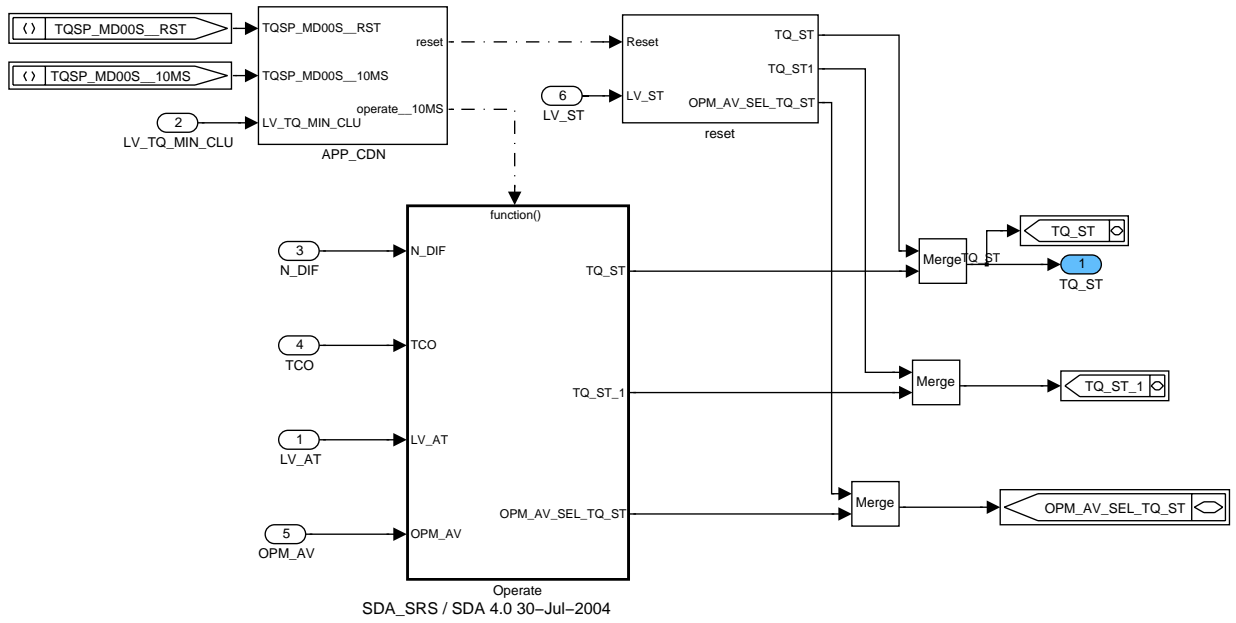 TQSP_MD00S__RST
TQSP_MD00S__10MS
2
LV_TQ_MIN_CLU
TQSP_MD00S__RST
TQSP_MD00S__10MS
LV_TQ_MIN_CLU
reset
operate__10MS
APP_CDN
6
LV_ST
Reset
LV_ST
TQ_ST
TQ_ST1
OPM_AV_SEL_TQ_ST
reset
function()
3
N_DIF
4
TCO
1
LV_AT
5
OPM_AV
N_DIF
TCO
LV_AT
OPM_AV
TQ_ST
TQ_ST_1
OPM_AV_SEL_TQ_ST
Operate
Merge
TQ_ST
TQ_ST
1
TQ_ST
Merge
TQ_ST_1
Merge
OPM_AV_SEL_TQ_ST
SDA_SRS / SDA 4.0 30−Jul−2004